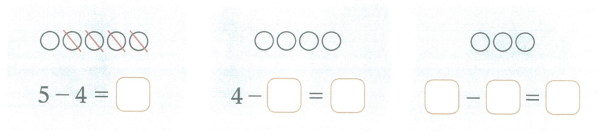 5 − 4 =
4 − =
− =